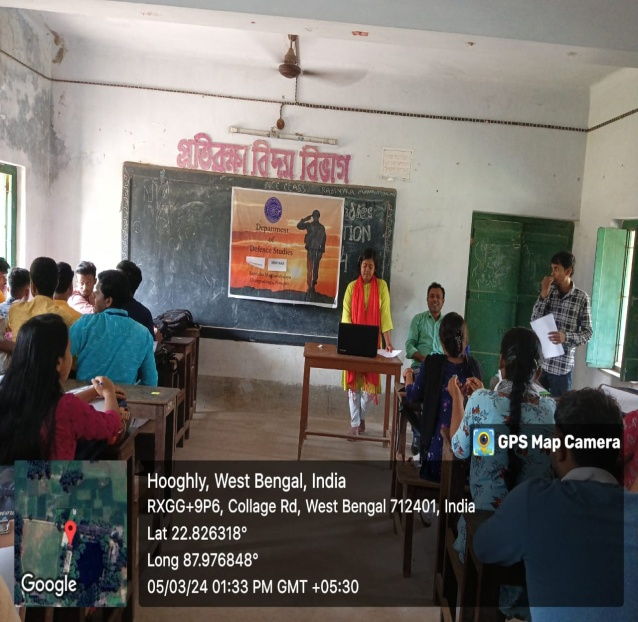 প্রতিরক্ষা বিদ্যা বিভাগ
Department
of
Defence Studies
GPS Map Camera
Hooghly, West Bengal, India
RXGG+9P6, Collage Rd, West Bengal 712401, India
Lat 22.826318°
Long 87.976848°
05/03/24 01:33 PM GMT +05:30
Google